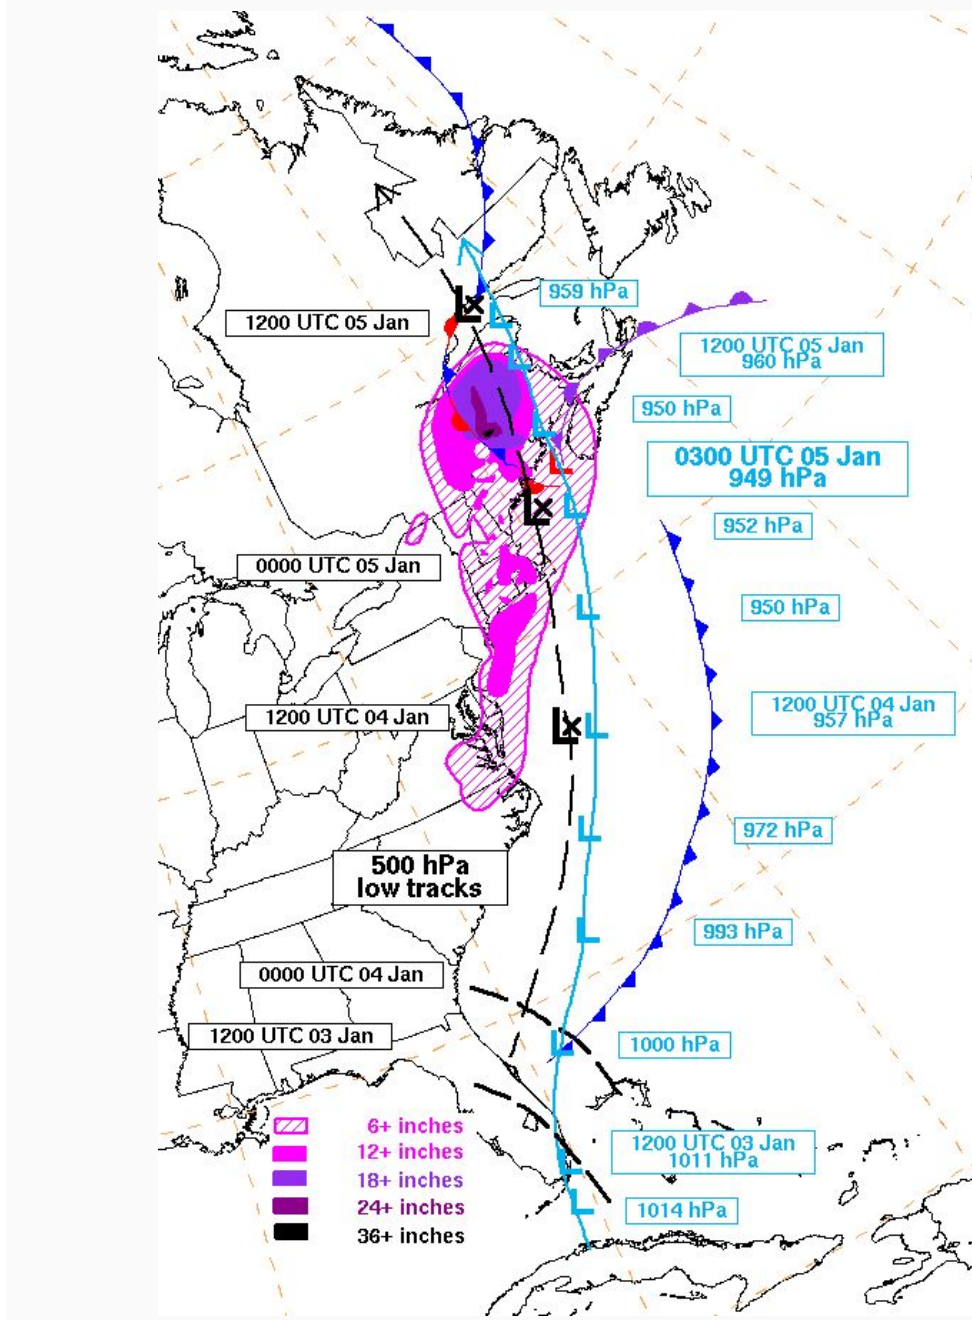 959 hPa
1200 UTC 05 Jan
1200 UTC 05 Jan
960 hPa
950 hPa
0300 UTC 05 Jan
949 hPa
952 hPa
0000 UTC 05 Jan
950 hPa
1200 UTC 04 Jan
1200 UTC 04 Jan
957 hPa
972 hPa
500 hPa
low tracks
993 hPa
0000 UTC 04 Jan
1200 UTC 03 Jan
1000 hPa
6+ inches
12+ inches
18+ inches
24+ inches
36+ inches
1200 UTC 03 Jan
1011 hPa
1014 hPa
L
x
L
L
L
L
L
x
L
L
L
x
L
L
L
L
L
L